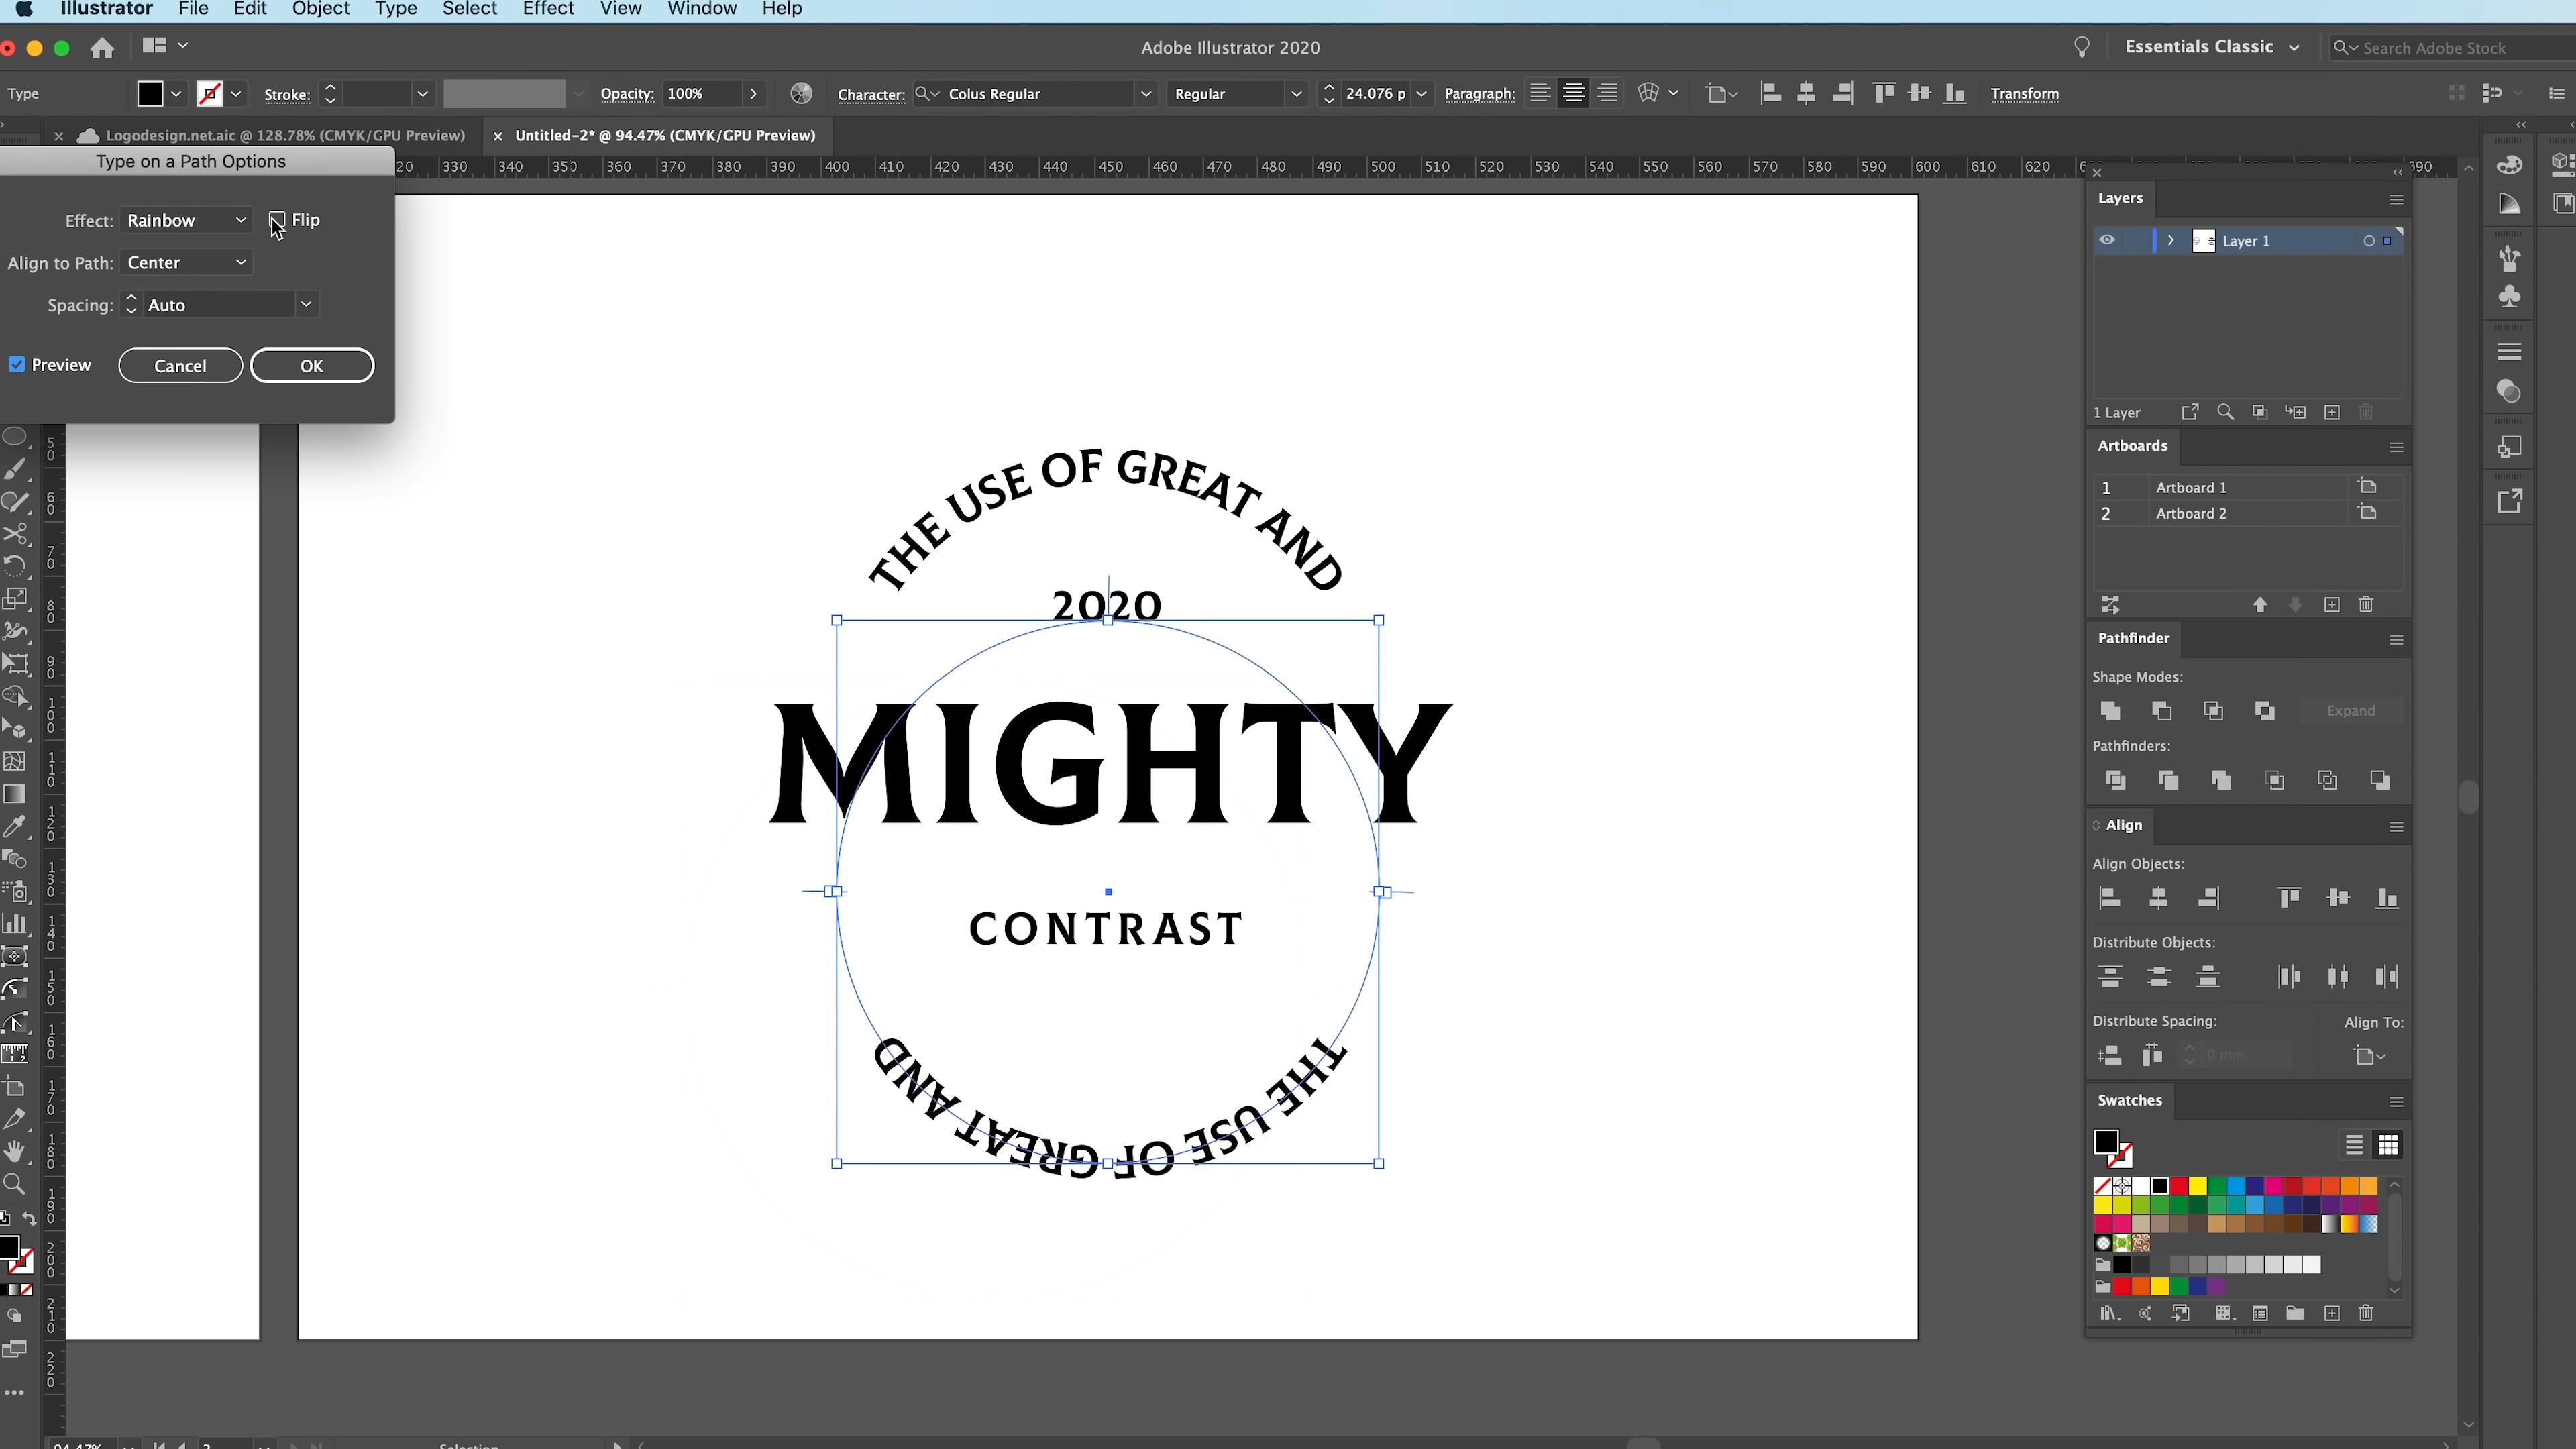 Illustrator File Edit Object Type Select Effect View Window Help
Adobe Illustrator 2020
Essentials Classic
Search Adobe Stock
Type
Stroke:
Opacity: 100%
Character: Colus Regular
Regular
24.076 p
Paragraph:
Transform
Logodesign.net.aic @ 128.78% (CMYK/GPU Preview)
Untitled-2* @ 94.47% (CMYK/GPU Preview)
Type on a Path Options
20 330 340 350 360 370 380 390 400 410 420 430 440 450 460 470 480 490 500 510 520 530 540 550 560 570 580 590 600 610 620 690
Effect: Rainbow
Flip
Align to Path: Center
Spacing: Auto
Preview
Cancel
OK
50
60
70
80
90
100
110
120
130
140
150
160
170
180
190
200
210
220
THE USE OF GREAT AND
2020
MIGHTY
CONTRAST
THE USE OF GREAT AND
Layers
Layer 1
1 Layer
Artboards
1 Artboard 1
2 Artboard 2
Pathfinder
Shape Modes:
Expand
Pathfinders:
Align
Align Objects:
Distribute Objects:
Distribute Spacing:
Align To:
0 mm
Swatches
94.47%
2
Selection